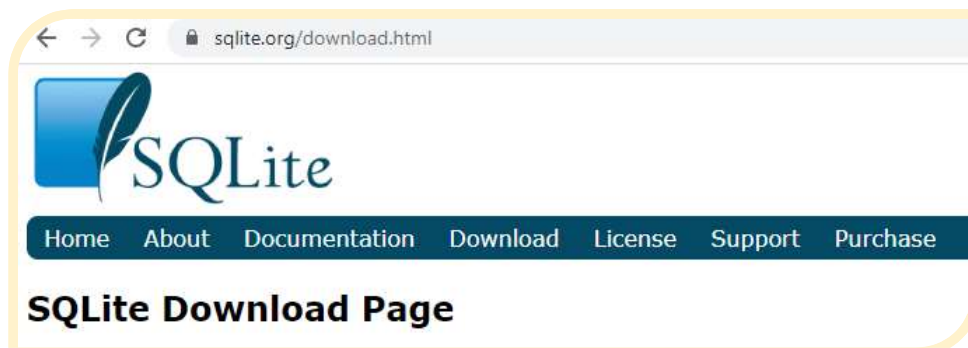 sqlite.org/download.html
SQLite
Home About Documentation Download License Support Purchase
SQLite Download Page